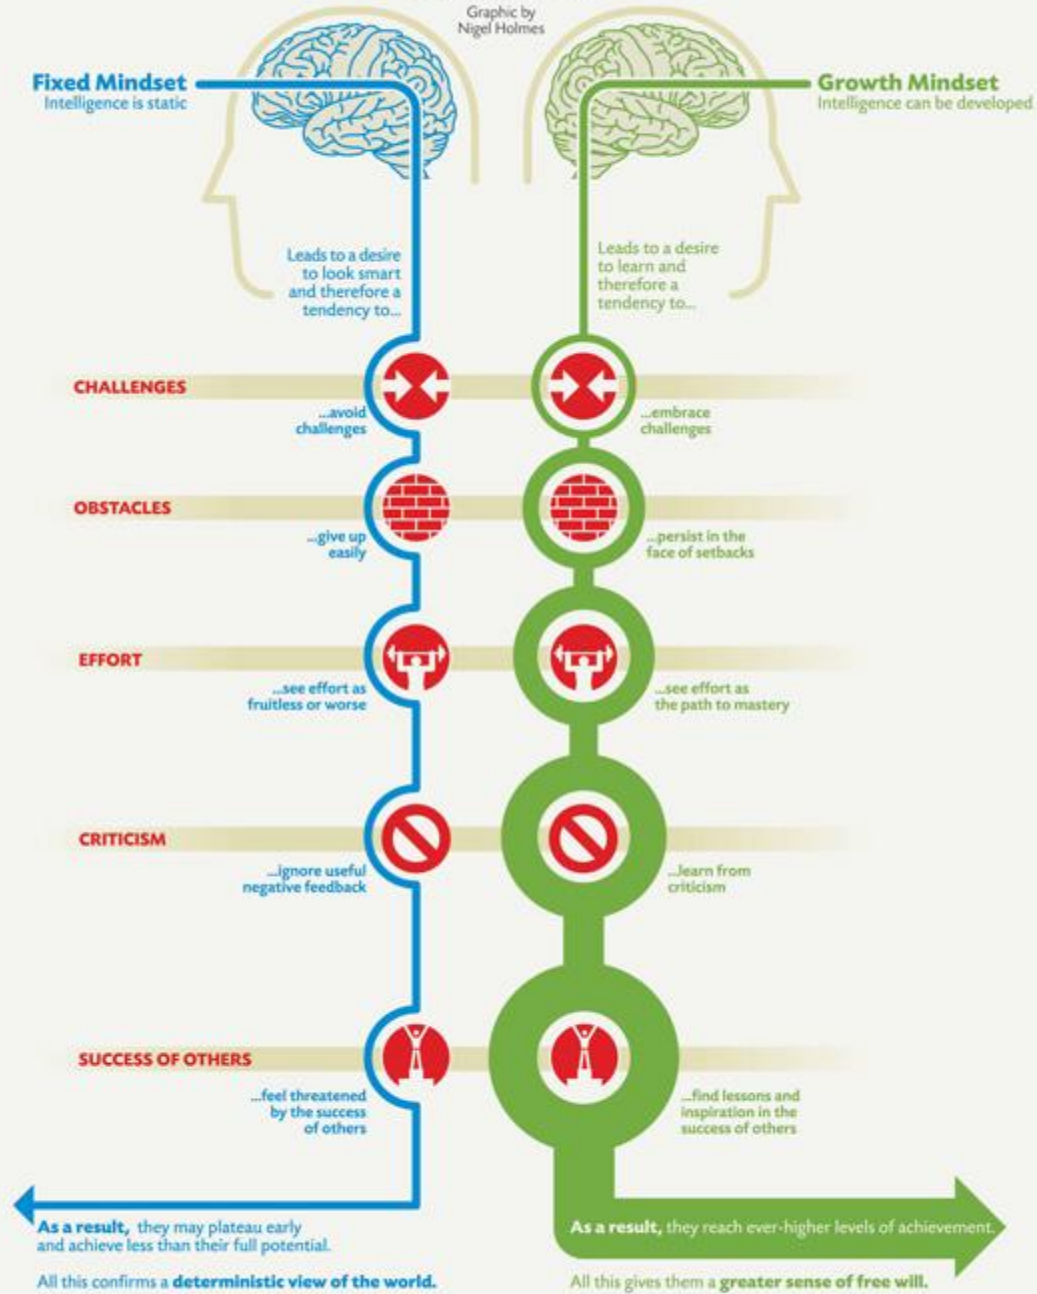 Graphic by
Nigel Holmes
Fixed Mindset
Intelligence is static
Growth Mindset
Intelligence can be developed
Leads to a desire
to look smart
and therefore a
tendency to...
Leads to a desire
to learn and
therefore a
tendency to...
CHALLENGES
...avoid
challenges
...embrace
challenges
OBSTACLES
...give up
easily
...persist in the
face of setbacks
EFFORT
...see effort as
fruitless or worse
...see effort as
the path to mastery
CRITICISM
...ignore useful
negative feedback
...learn from
criticism
SUCCESS OF OTHERS
...feel threatened
by the success
of others
...find lessons and
inspiration in the
success of others
As a result, they may plateau early
and achieve less than their full potential.
All this confirms a deterministic view of the world.
As a result, they reach ever-higher levels of achievement.
All this gives them a greater sense of free will.